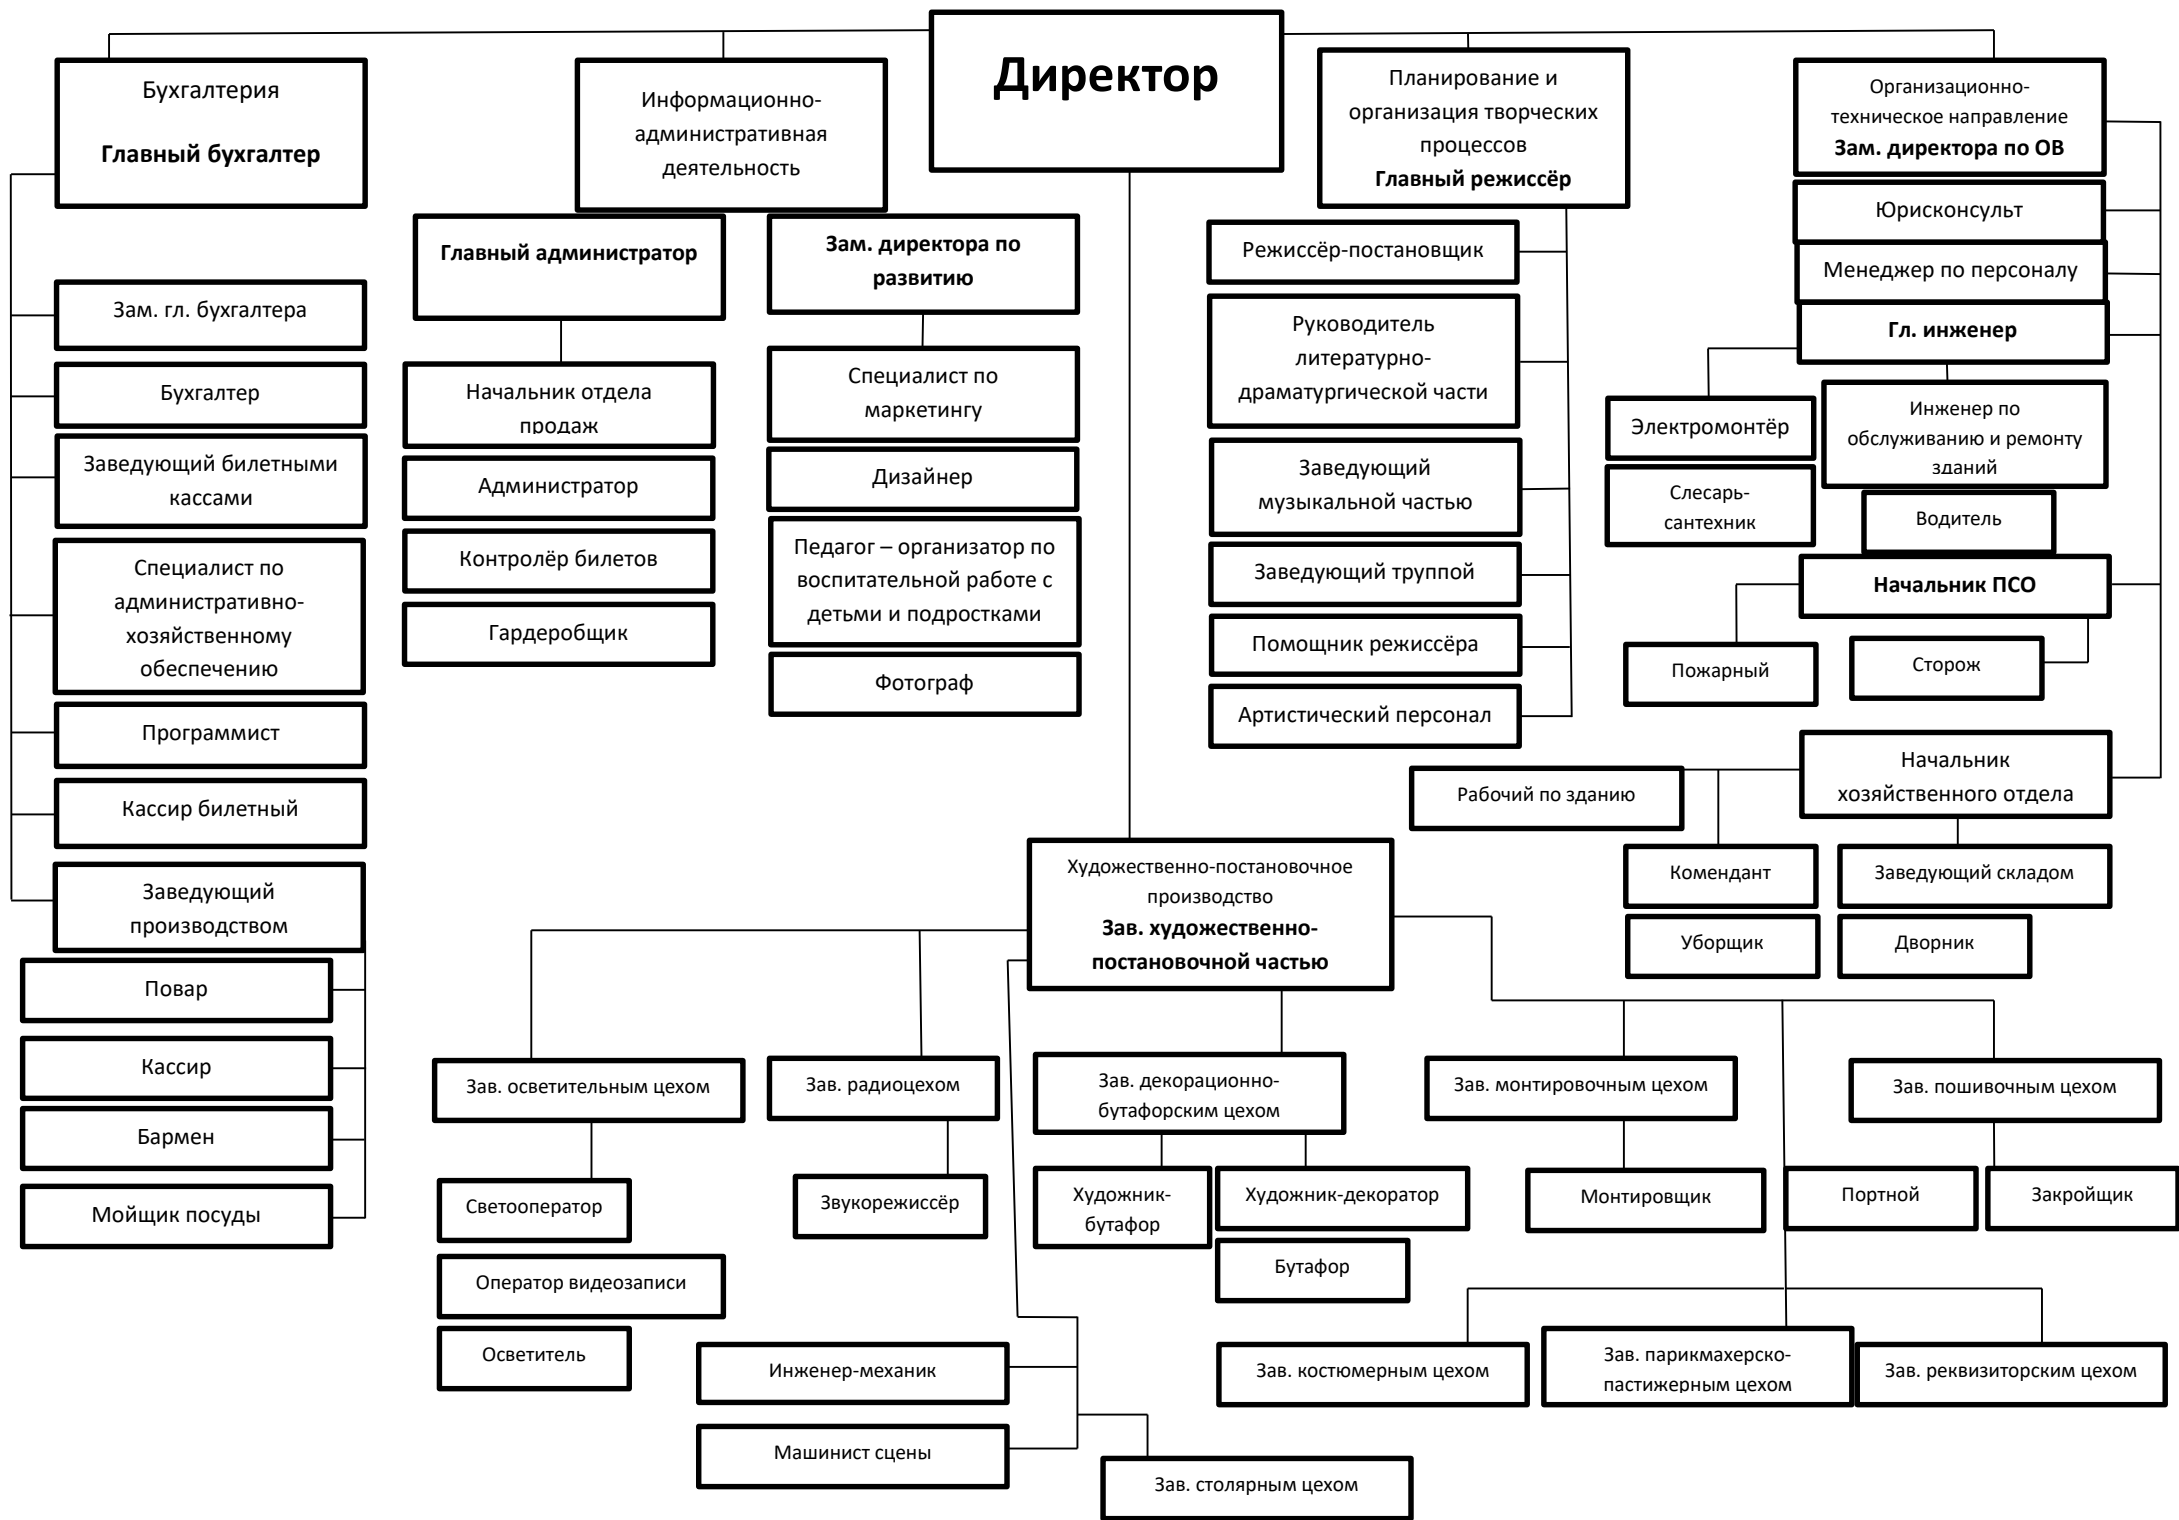 Директор
Бухгалтерия
Главный бухгалтер
Зам. гл. бухгалтера
Бухгалтер
Заведующий билетными
кассами
Специалист по
административно-
хозяйственному
обеспечению
Программист
Кассир билетный
Заведующий
производством
Повар
Кассир
Бармен
Мойщик посуды
Информационно-
административная
деятельность
Главный администратор
Начальник отдела
продаж
Администратор
Контролёр билетов
Гардеробщик
Зам. директора по
развитию
Специалист по
маркетингу
Дизайнер
Педагог – организатор по
воспитательной работе с
детьми и подростками
Фотограф
Планирование и
организация творческих
процессов
Главный режиссёр
Режиссёр-постановщик
Руководитель
литературно-
драматургической части
Заведующий
музыкальной частью
Заведующий труппой
Помощник режиссёра
Артистический персонал
Организационно-
техническое направление
Зам. директора по ОВ
Юрисконсульт
Менеджер по персоналу
Гл. инженер
Электромонтёр
Слесарь-
сантехник
Инженер по
обслуживанию и ремонту
зданий
Водитель
Начальник ПСО
Пожарный
Сторож
Начальник
хозяйственного отдела
Рабочий по зданию
Комендант
Заведующий складом
Уборщик
Дворник
Художественно-постановочное
производство
Зав. художественно-
постановочной частью
Зав. осветительным цехом
Светооператор
Оператор видеозаписи
Осветитель
Зав. радиоцехом
Звукорежиссёр
Зав. декорационно-
бутафорским цехом
Художник-
бутафор
Художник-декоратор
Бутафор
Зав. монтировочным цехом
Монтировщик
Зав. пошивочным цехом
Портной
Закройщик
Инженер-механик
Машинист сцены
Зав. столярным цехом
Зав. костюмерным цехом
Зав. парикмахерско-
пастижерным цехом
Зав. реквизиторским цехом